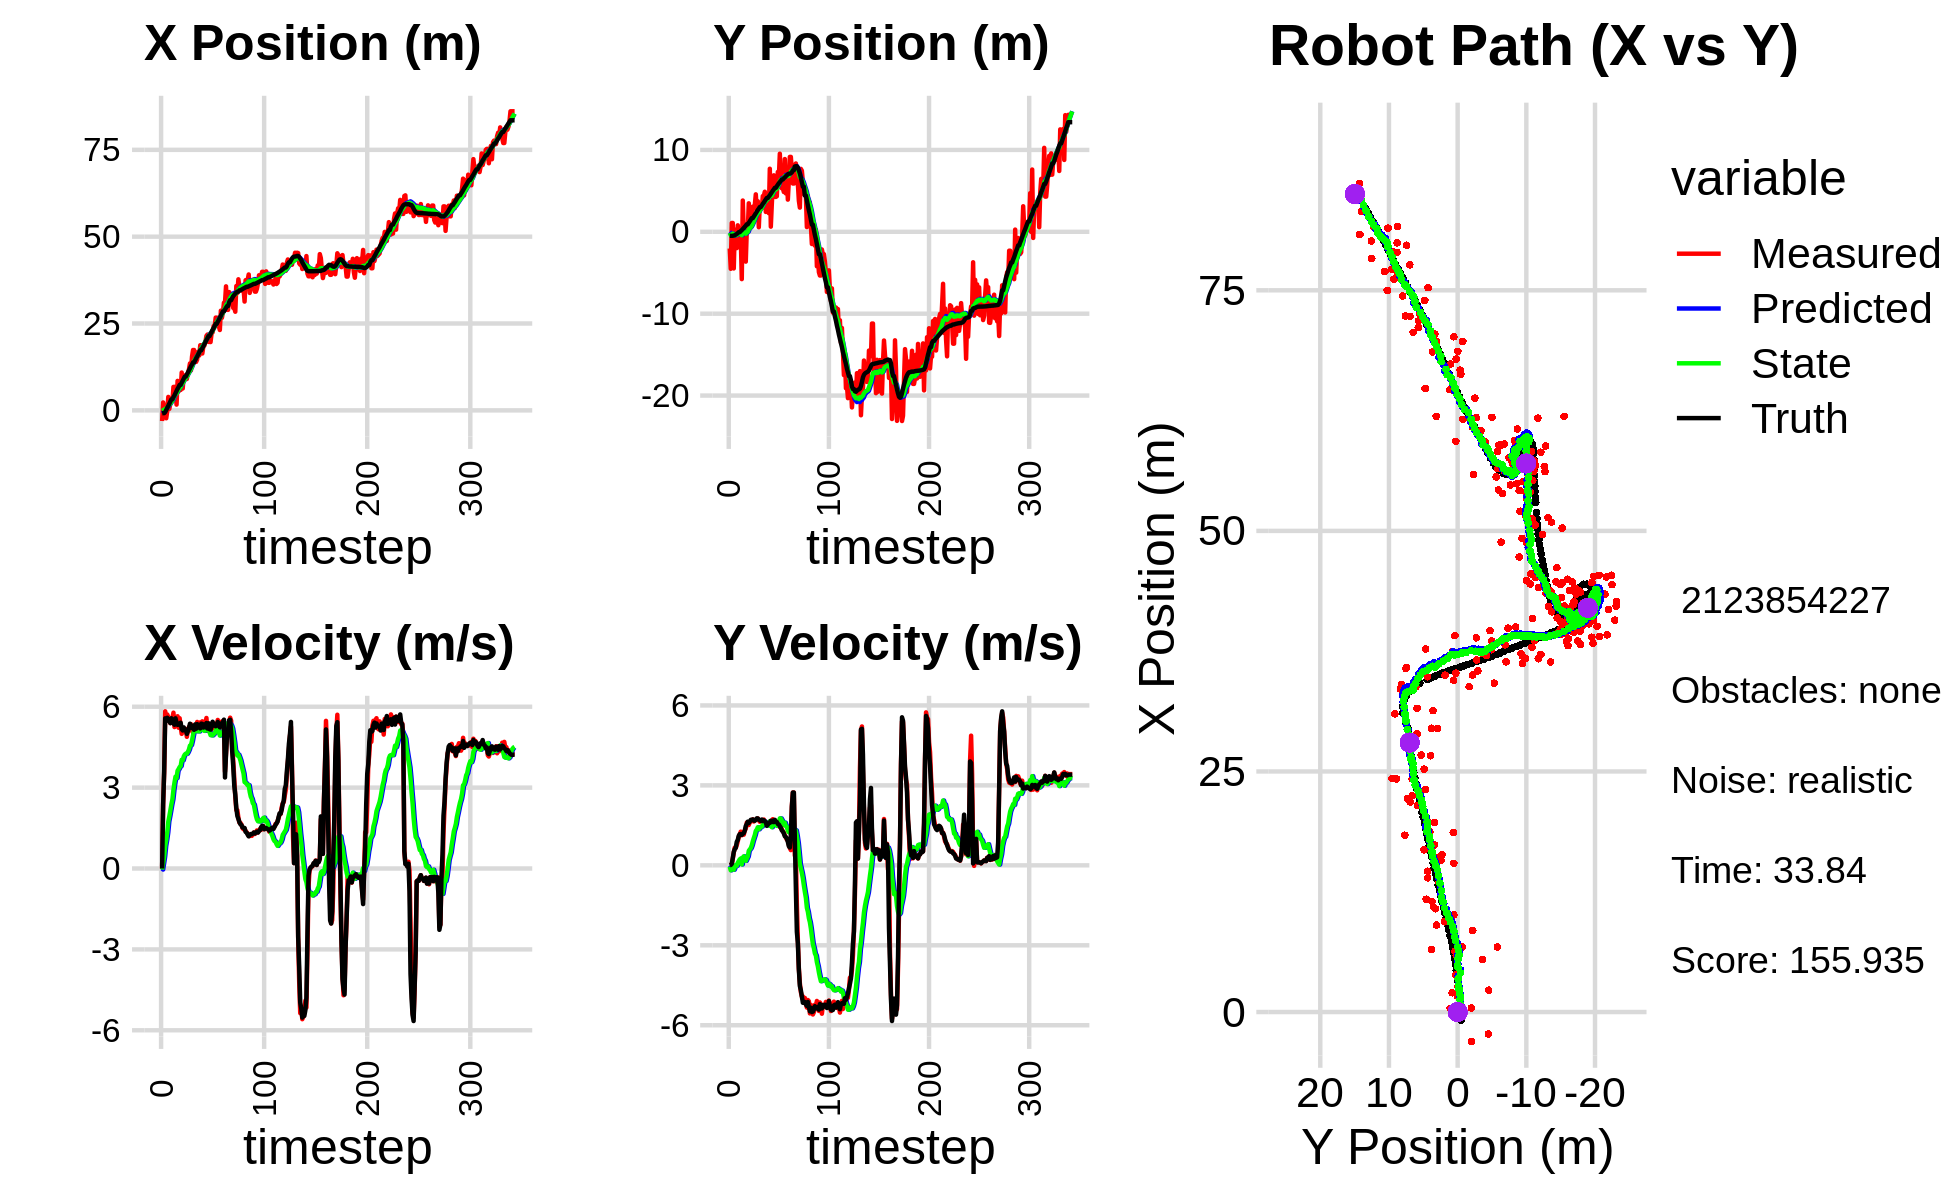 X Position (m)
75
50
25
0
0
100
200
300
timestep
Y Position (m)
10
0
-10
-20
0
100
200
300
timestep
X Velocity (m/s)
6
3
0
-3
-6
0
100
200
300
timestep
Y Velocity (m/s)
6
3
0
-3
-6
0
100
200
300
timestep
Robot Path (X vs Y)
X Position (m)
75
50
25
0
20 10 0 -10 -20
Y Position (m)
variable
Measured
Predicted
State
Truth
2123854227
Obstacles: none
Noise: realistic
Time: 33.84
Score: 155.935